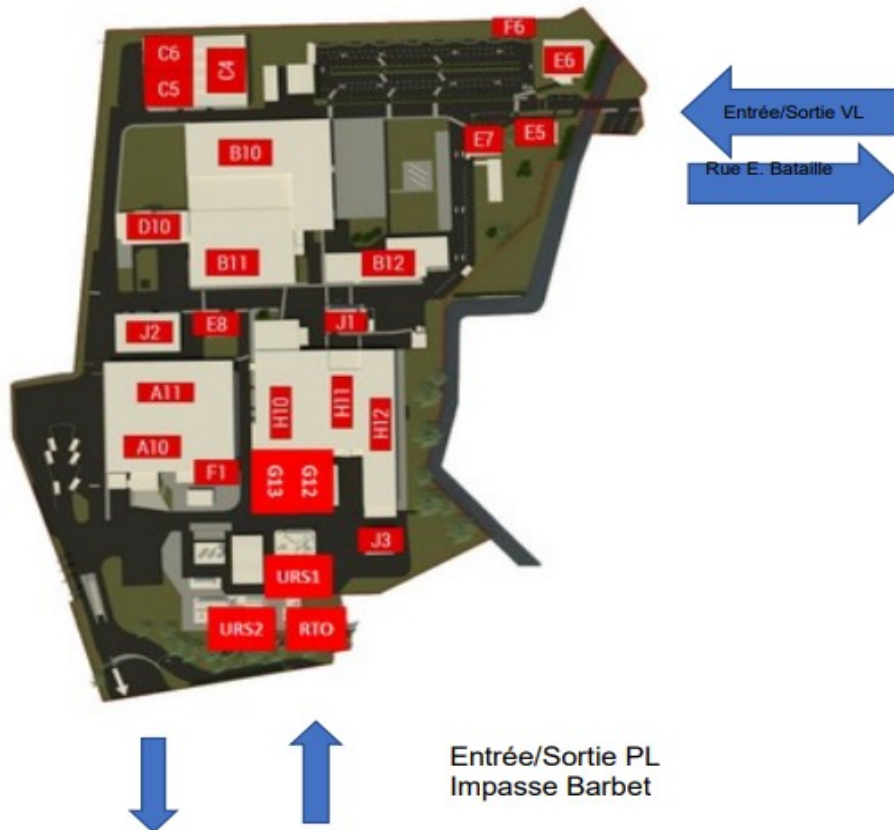 F6
C6
C4
E6
C5
Entrée/Sortie VL
E7
E5
B10
Rue E. Bataille
D10
B11
B12
J2
E8
J1
A11
H10
H11
H12
A10
F1
G13
G12
J3
URS1
URS2
RTO
Entrée/Sortie PL
Impasse Barbet